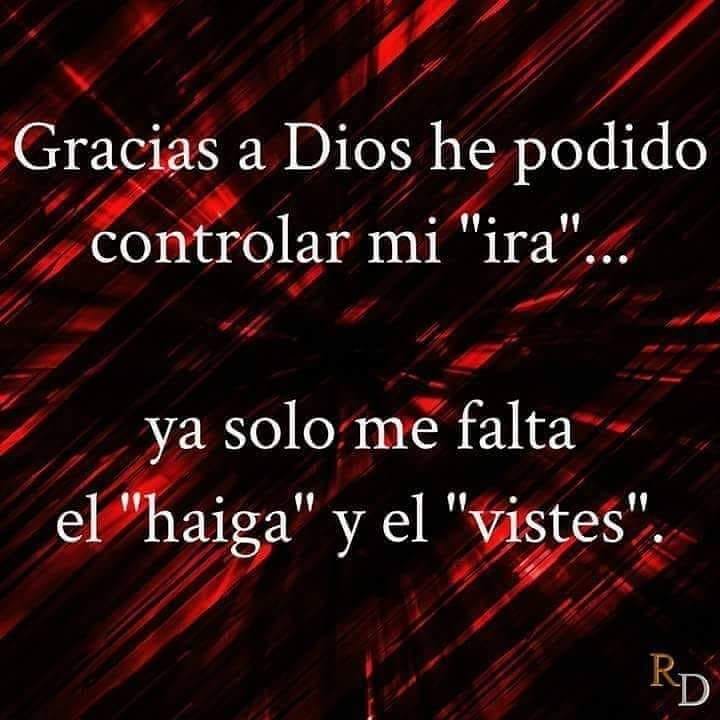 Gracias a Dios he podido
controlar mi "ira"...
ya solo me falta
el "haiga" y el "vistes".
RD